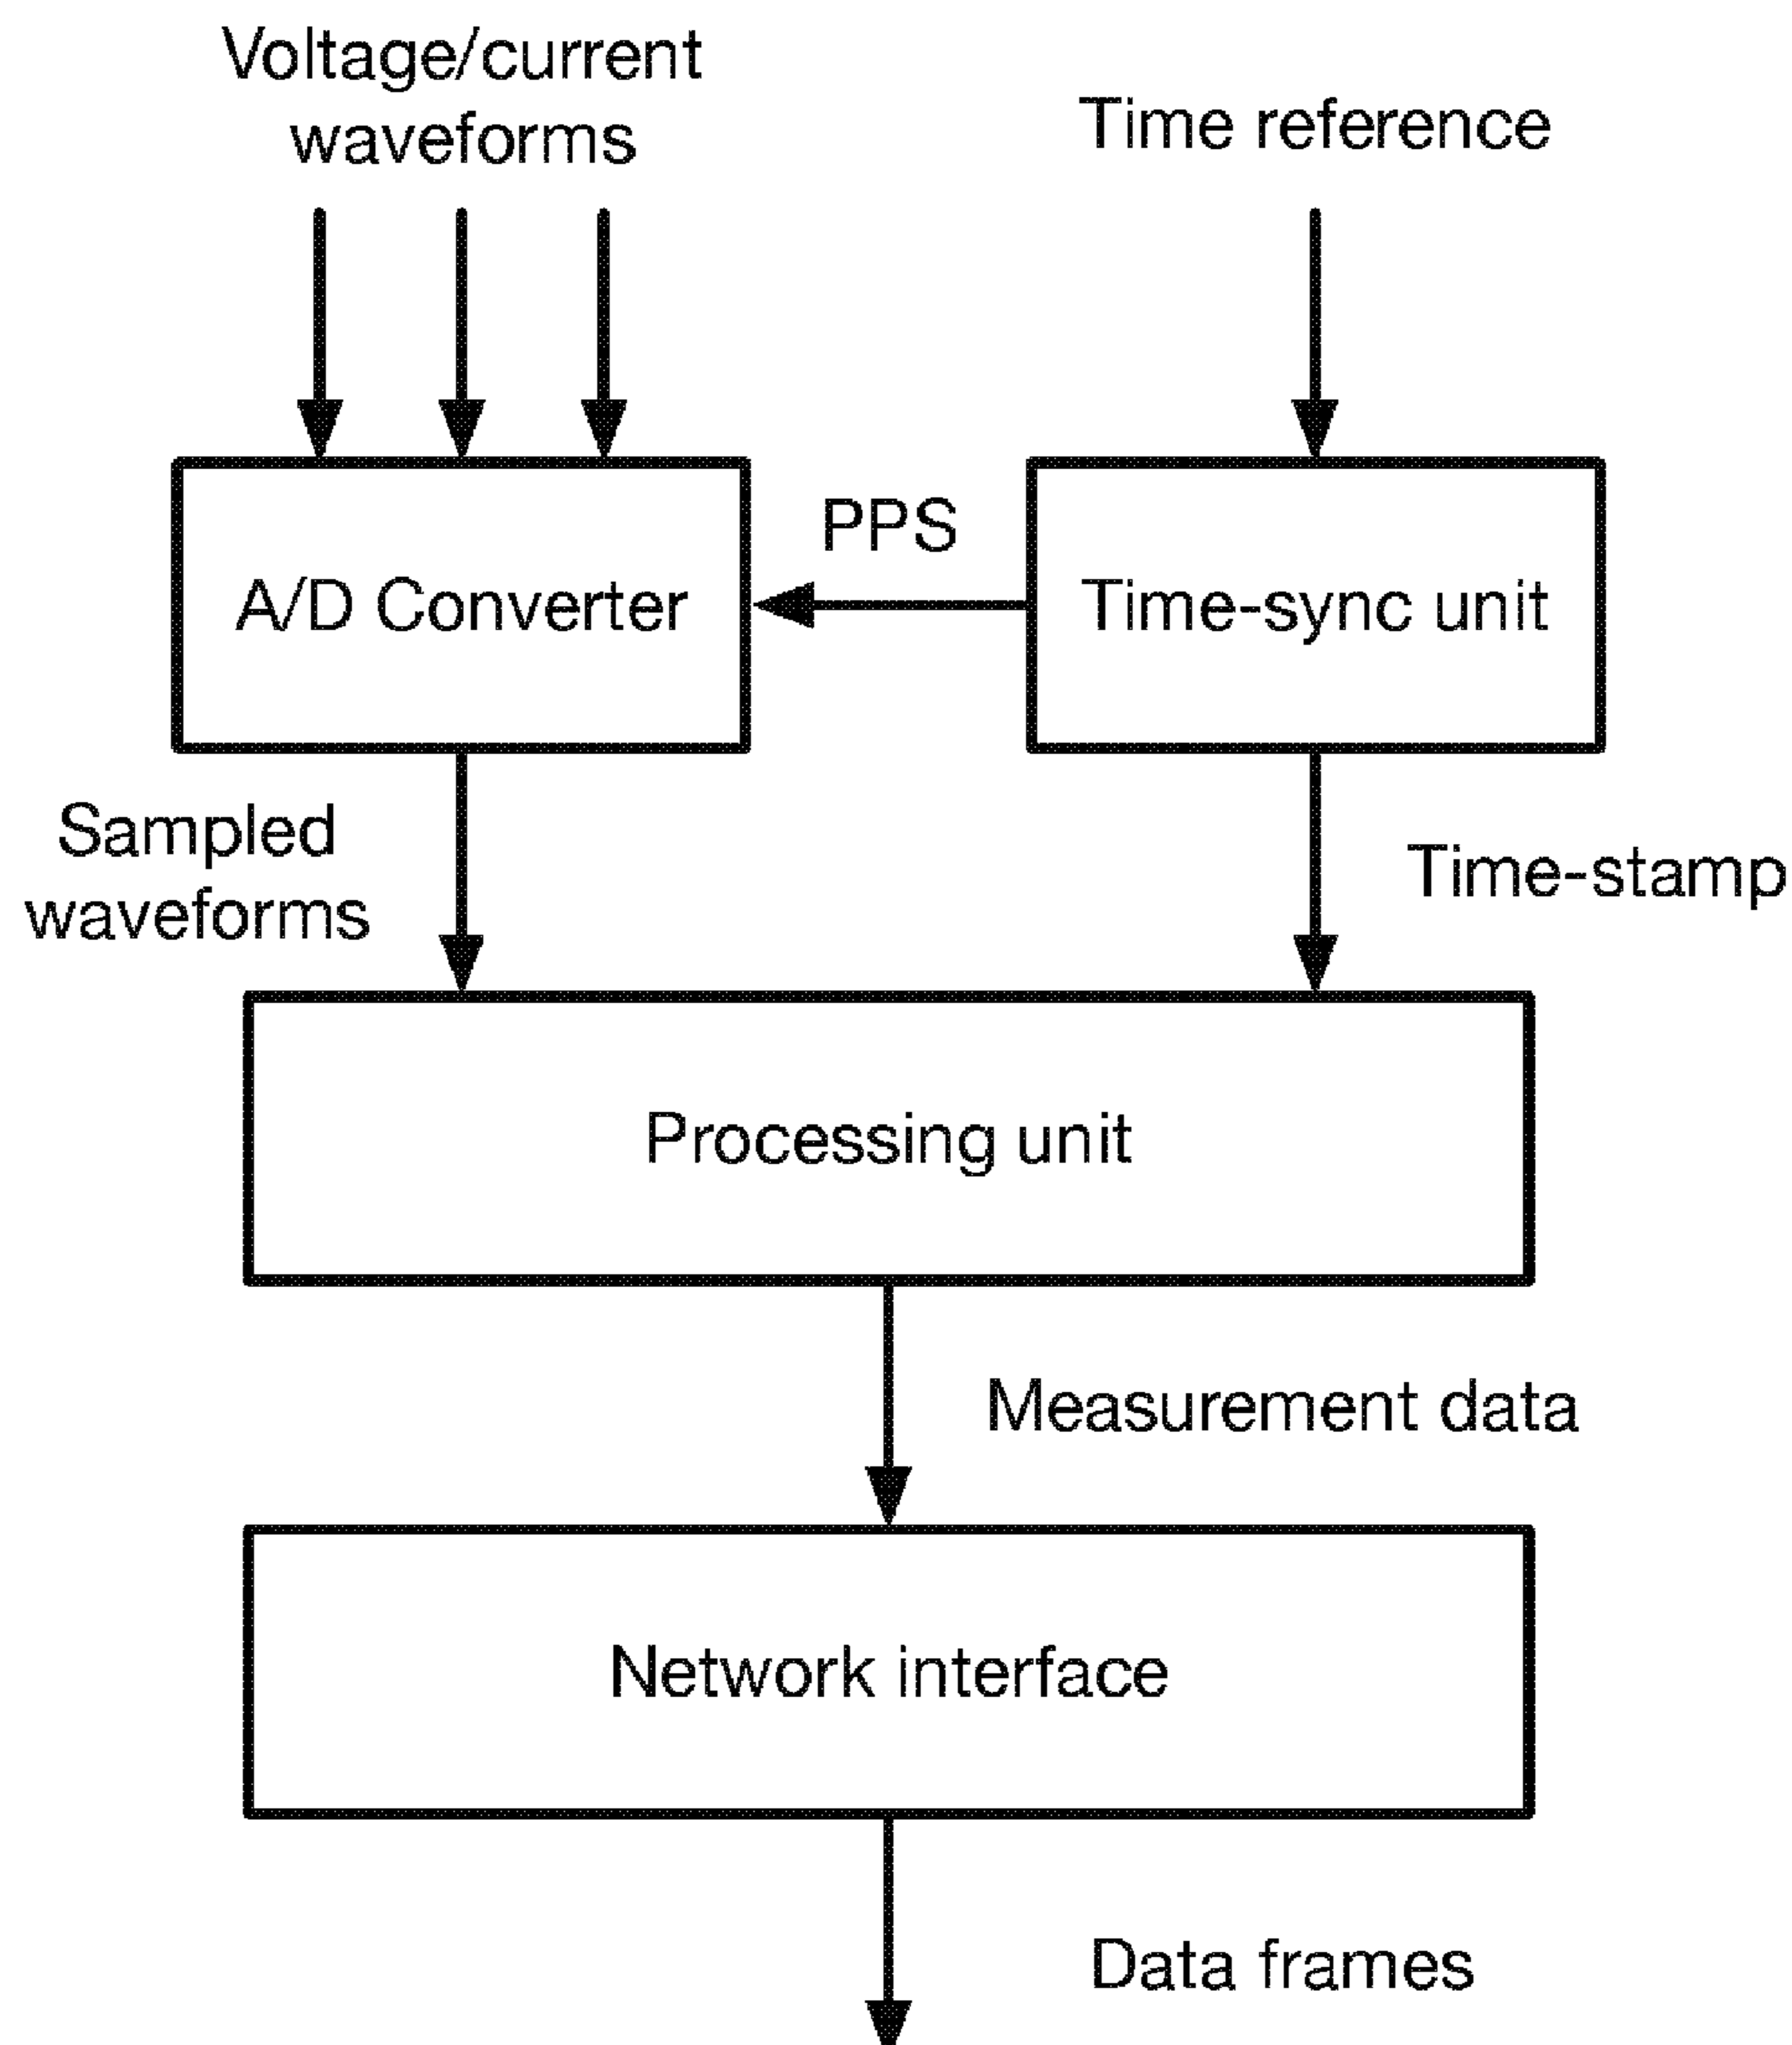 Voltage/current
waveforms
Time reference
PPS
A/D Converter
Time-sync unit
Sampled
waveforms
Time-stamp
Processing unit
Measurement data
Network interface
Data frames